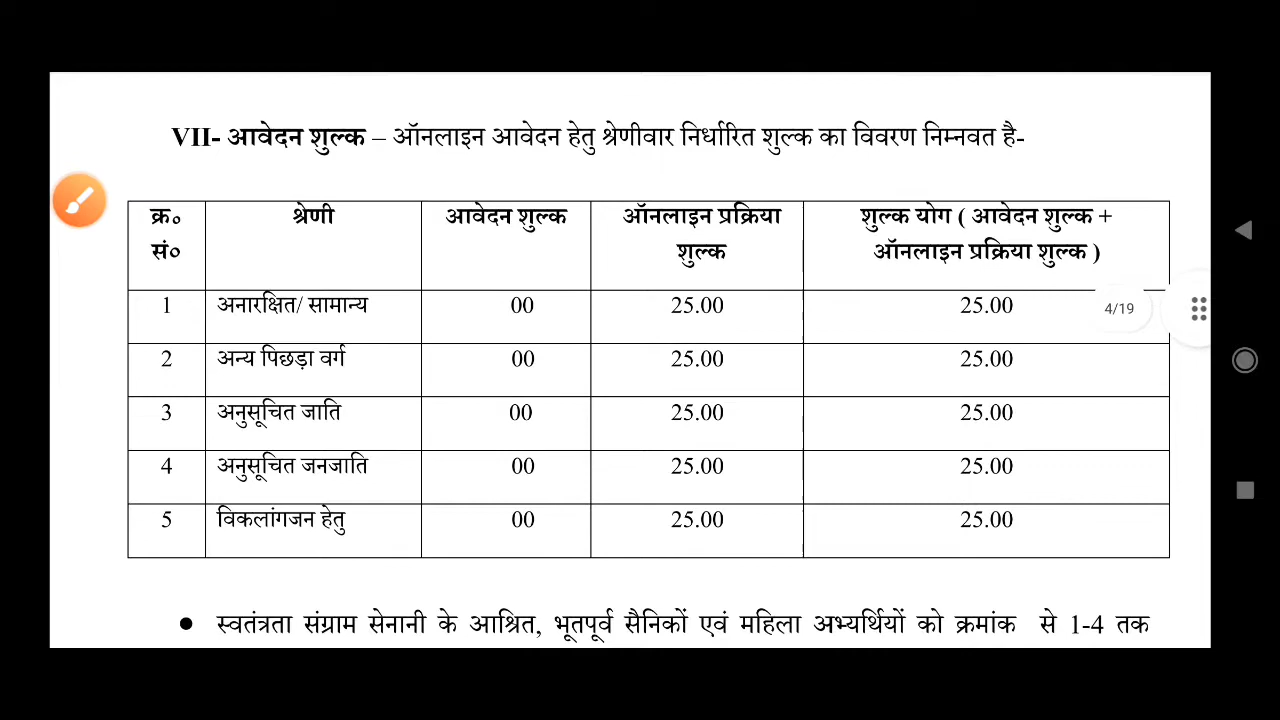 VII- आवेदन शुल्क – ऑनलाइन आवेदन हेतु श्रेणीवार निर्धारित शुल्क का विवरण निम्नवत है-
क्र० सं० श्रेणी आवेदन शुल्क ऑनलाइन प्रक्रिया शुल्क शुल्क योग ( आवेदन शुल्क + ऑनलाइन प्रक्रिया शुल्क )
1 अनारक्षित/ सामान्य 00 25.00 25.00
4/19
2 अन्य पिछड़ा वर्ग 00 25.00 25.00
3 अनुसूचित जाति 00 25.00 25.00
4 अनुसूचित जनजाति 00 25.00 25.00
5 विकलांगजन हेतु 00 25.00 25.00
● स्वतंत्रता संग्राम सेनानी के आश्रित, भूतपूर्व सैनिकों एवं महिला अभ्यर्थियों को क्रमांक से 1-4 तक